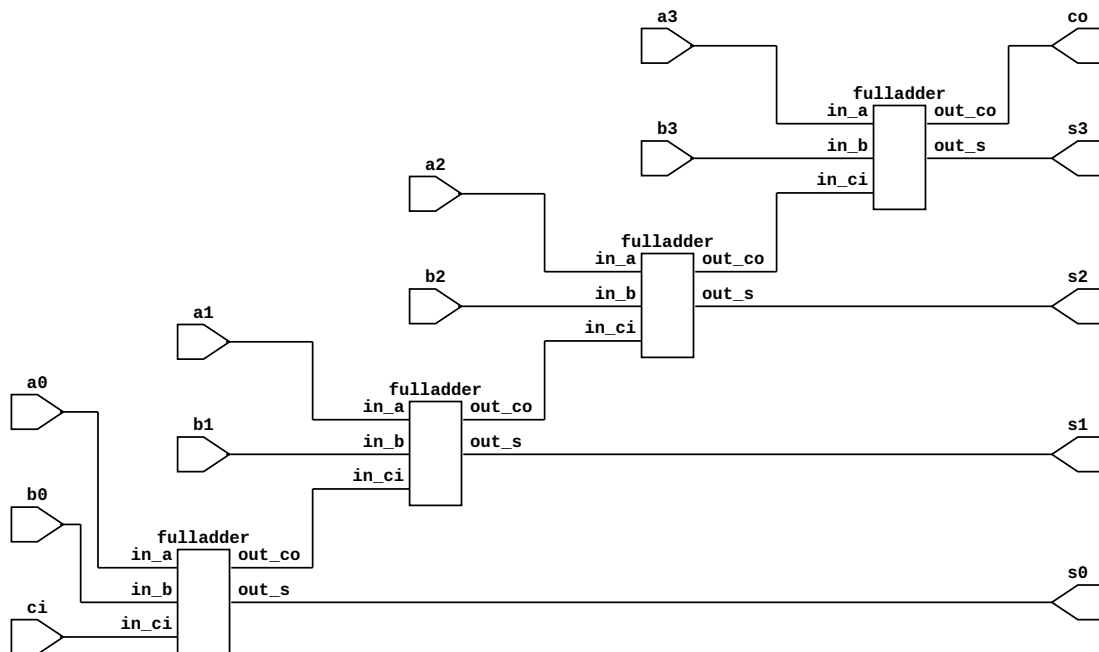 a3
co
fulladder
in_a
out_co
b3
in_b
out_s
s3
a2
in_ci
fulladder
in_a
out_co
b2
in_b
out_s
s2
a1
in_ci
fulladder
a0
in_a
out_co
b1
in_b
out_s
s1
in_ci
b0
fulladder
in_a
out_co
in_b
out_s
s0
ci
in_ci